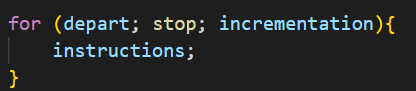 for (depart; stop; incrementation){
    instructions;
}